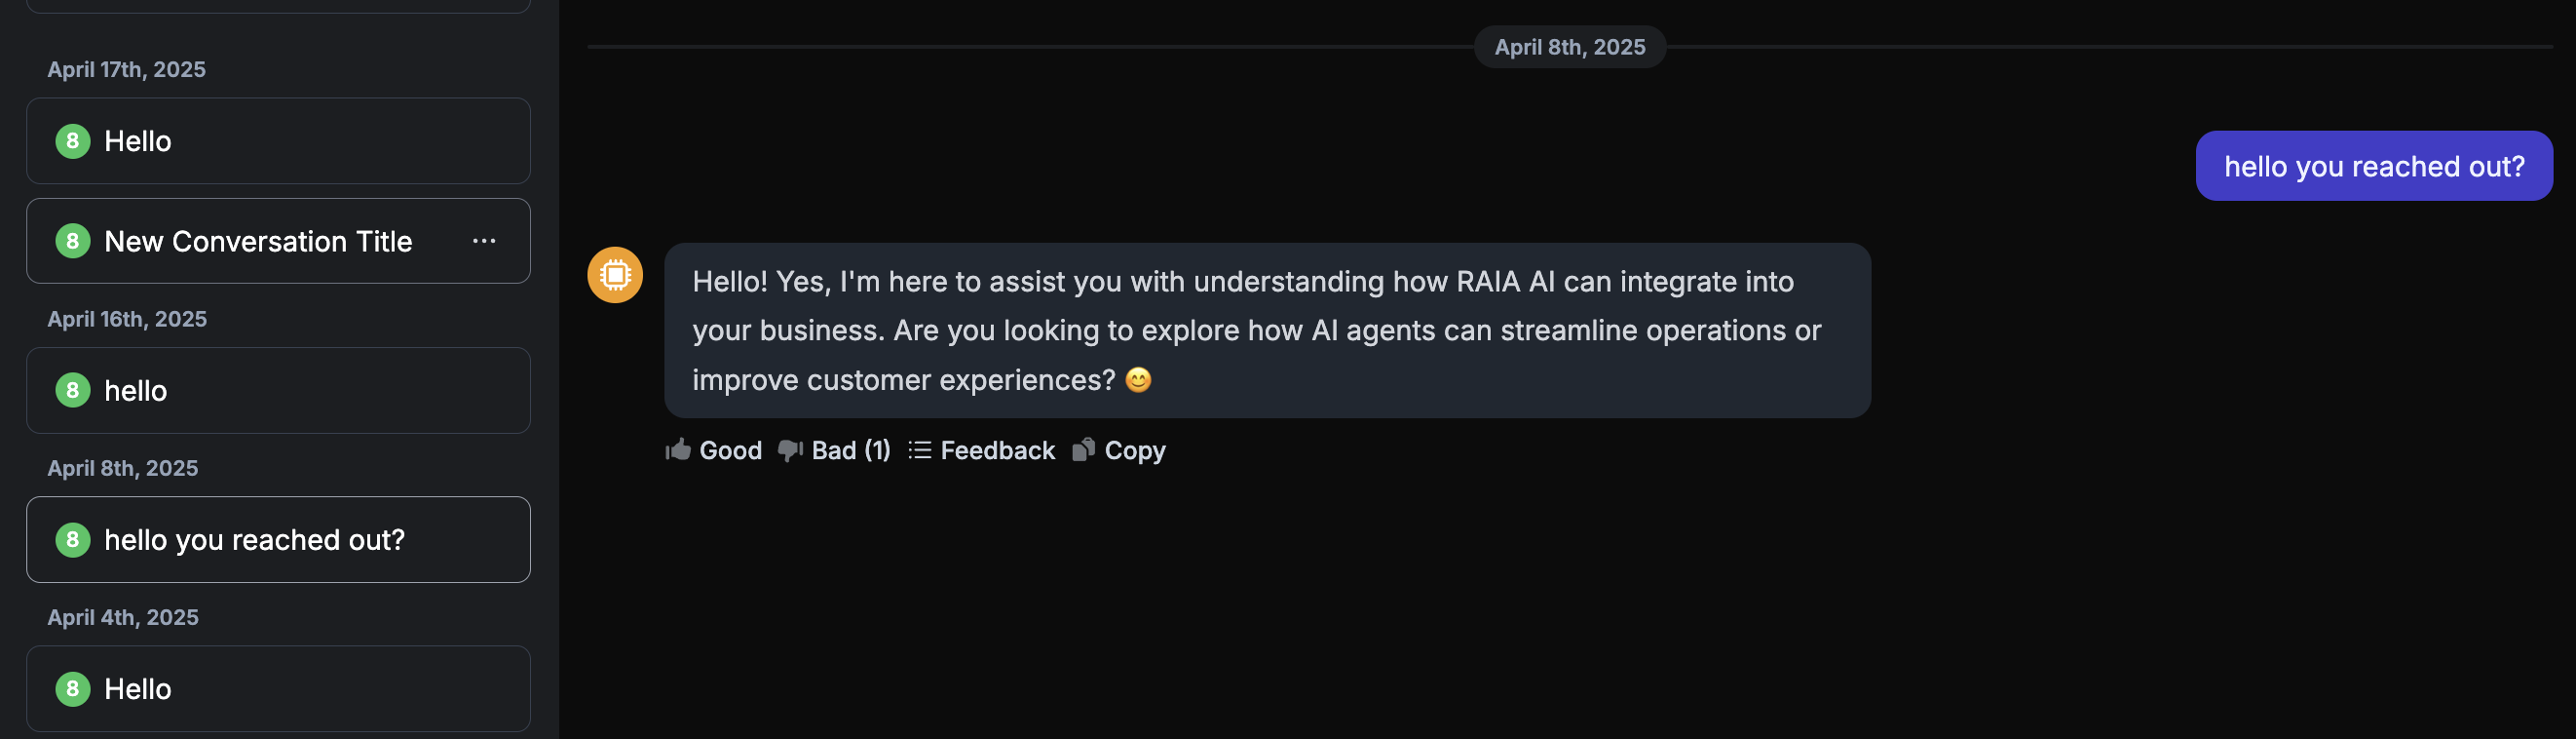 April 17th, 2025
8 Hello
8 New Conversation Title ...
April 16th, 2025
8 hello
April 8th, 2025
8 hello you reached out?
April 4th, 2025
8 Hello
April 8th, 2025
hello you reached out?
Hello! Yes, I'm here to assist you with understanding how RAIA AI can integrate into
your business. Are you looking to explore how AI agents can streamline operations or
improve customer experiences? 😊
Good Bad (1) Feedback Copy